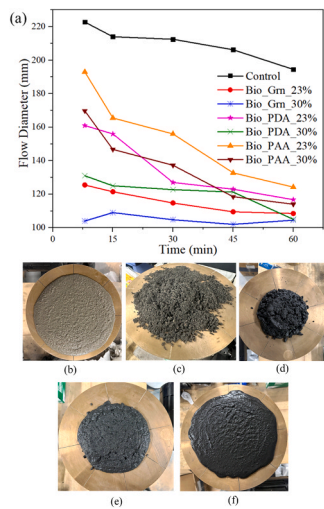 (a)
220
200
180
160
140
120
100
Flow Diameter (mm)
Control
Bio_Grn_23%
Bio_Grn_30%
Bio_PDA_23%
Bio_PDA_30%
Bio_PAA_23%
Bio_PAA_30%
0 15 30 45 60
Time (min)
(b) (c) (d)
(e) (f)